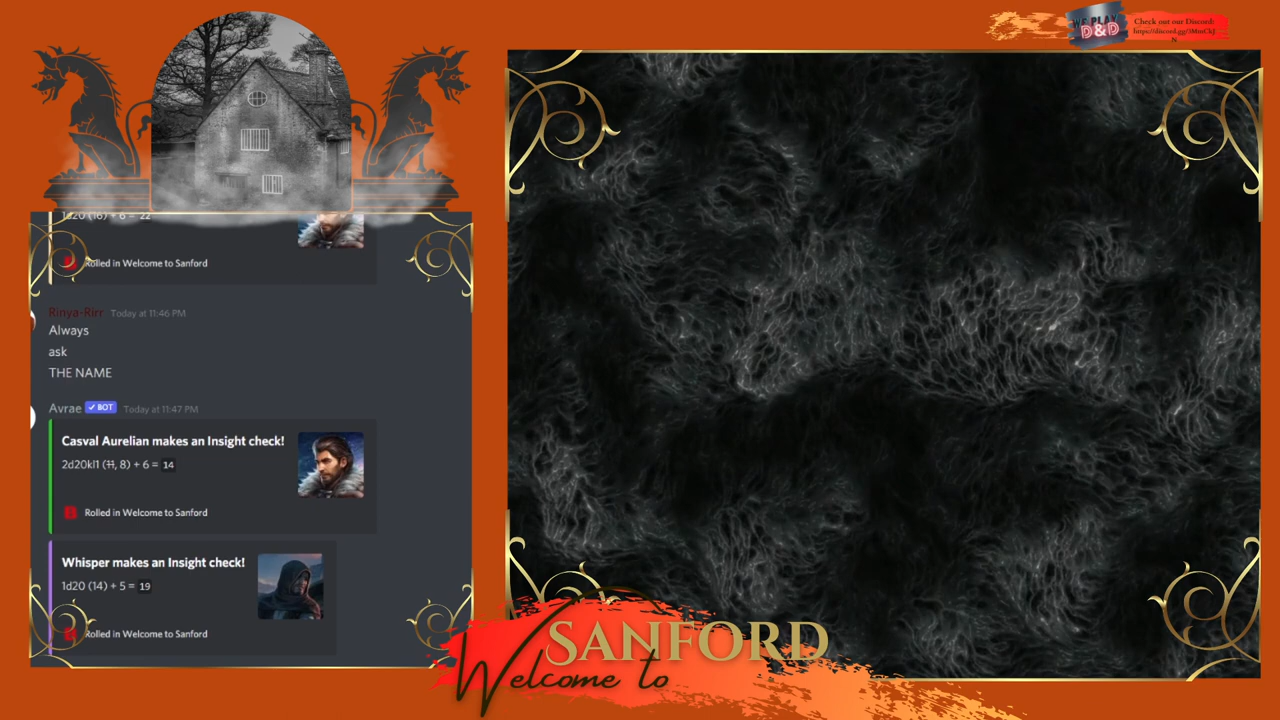 WE PLAY
D&D
Check out our Discord:
1d20 (16) + 6 = 22
Rolled in Welcome to Sanford
Rinya-Rirr Today at 11:46 PM
Always
ask
THE NAME
Avrae BOT Today at 11:47 PM
Casval Aurelian makes an Insight check!
2d20kl1 (11, 8) + 6 = 14
Rolled in Welcome to Sanford
Whisper makes an Insight check!
1d20 (14) + 5 = 19
Rolled in Welcome to Sanford
SANFORD
Welcome to